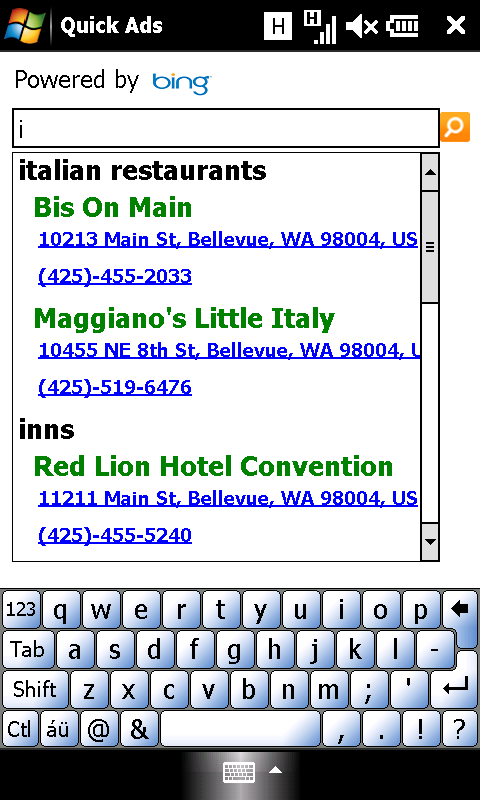 Quick Ads
H
H
Powered by bing
i
italian restaurants
Bis On Main
10213 Main St, Bellevue, WA 98004, US
(425)-455-2033
Maggiano's Little Italy
10455 NE 8th St, Bellevue, WA 98004, U
(425)-519-6476
inns
Red Lion Hotel Convention
11211 Main St, Bellevue, WA 98004, US
(425)-455-5240
123 q w e r t y u i o p
Tab a s d f g h j k l -
Shift z x c v b n m ; '
Ctl áü @ & , . ! ?